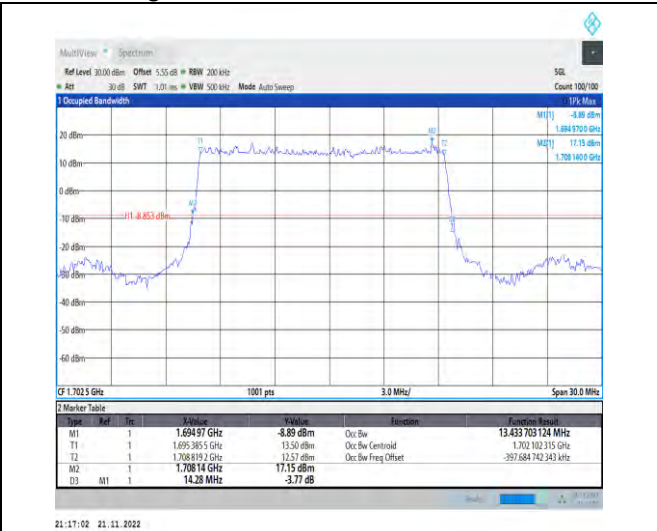 MultiView Spectrum
Ref Level 30.00 dBm Offset 5.55 dB RBW 200 kHz SGL
Att 30 dB SWT 1.01 ms VBW 500 kHz Mode Auto Sweep Count 100/100
1 Occupied Bandwidth 1Pk Max
M1[1] -8.89 dBm
1.694 9700 GHz
M2[1] 17.15 dBm
1.708 1400 GHz
20 dBm
T1
M2
T2
10 dBm
0 dBm
M1
-10 dBm
H1 -8.853 dBm
-20 dBm
-30 dBm
-40 dBm
-50 dBm
-60 dBm
CF 1.702 5 GHz 1001 pts 3.0 MHz/ Span 30.0 MHz
2 Marker Table
Type Ref Trc X-Value Y-Value Function Function Result
M1 1 1.694 97 GHz -8.89 dBm Occ Bw 13.433 703 124 MHz
T1 1 1.695 385 5 GHz 13.50 dBm Occ Bw Centroid 1.702 102 315 GHz
T2 1 1.708 819 2 GHz 12.57 dBm Occ Bw Freq Offset -397.684 742 343 kHz
M2 1 1.708 14 GHz 17.15 dBm
D3 M1 1 14.28 MHz -3.77 dB
21:17:02 21.11.2022